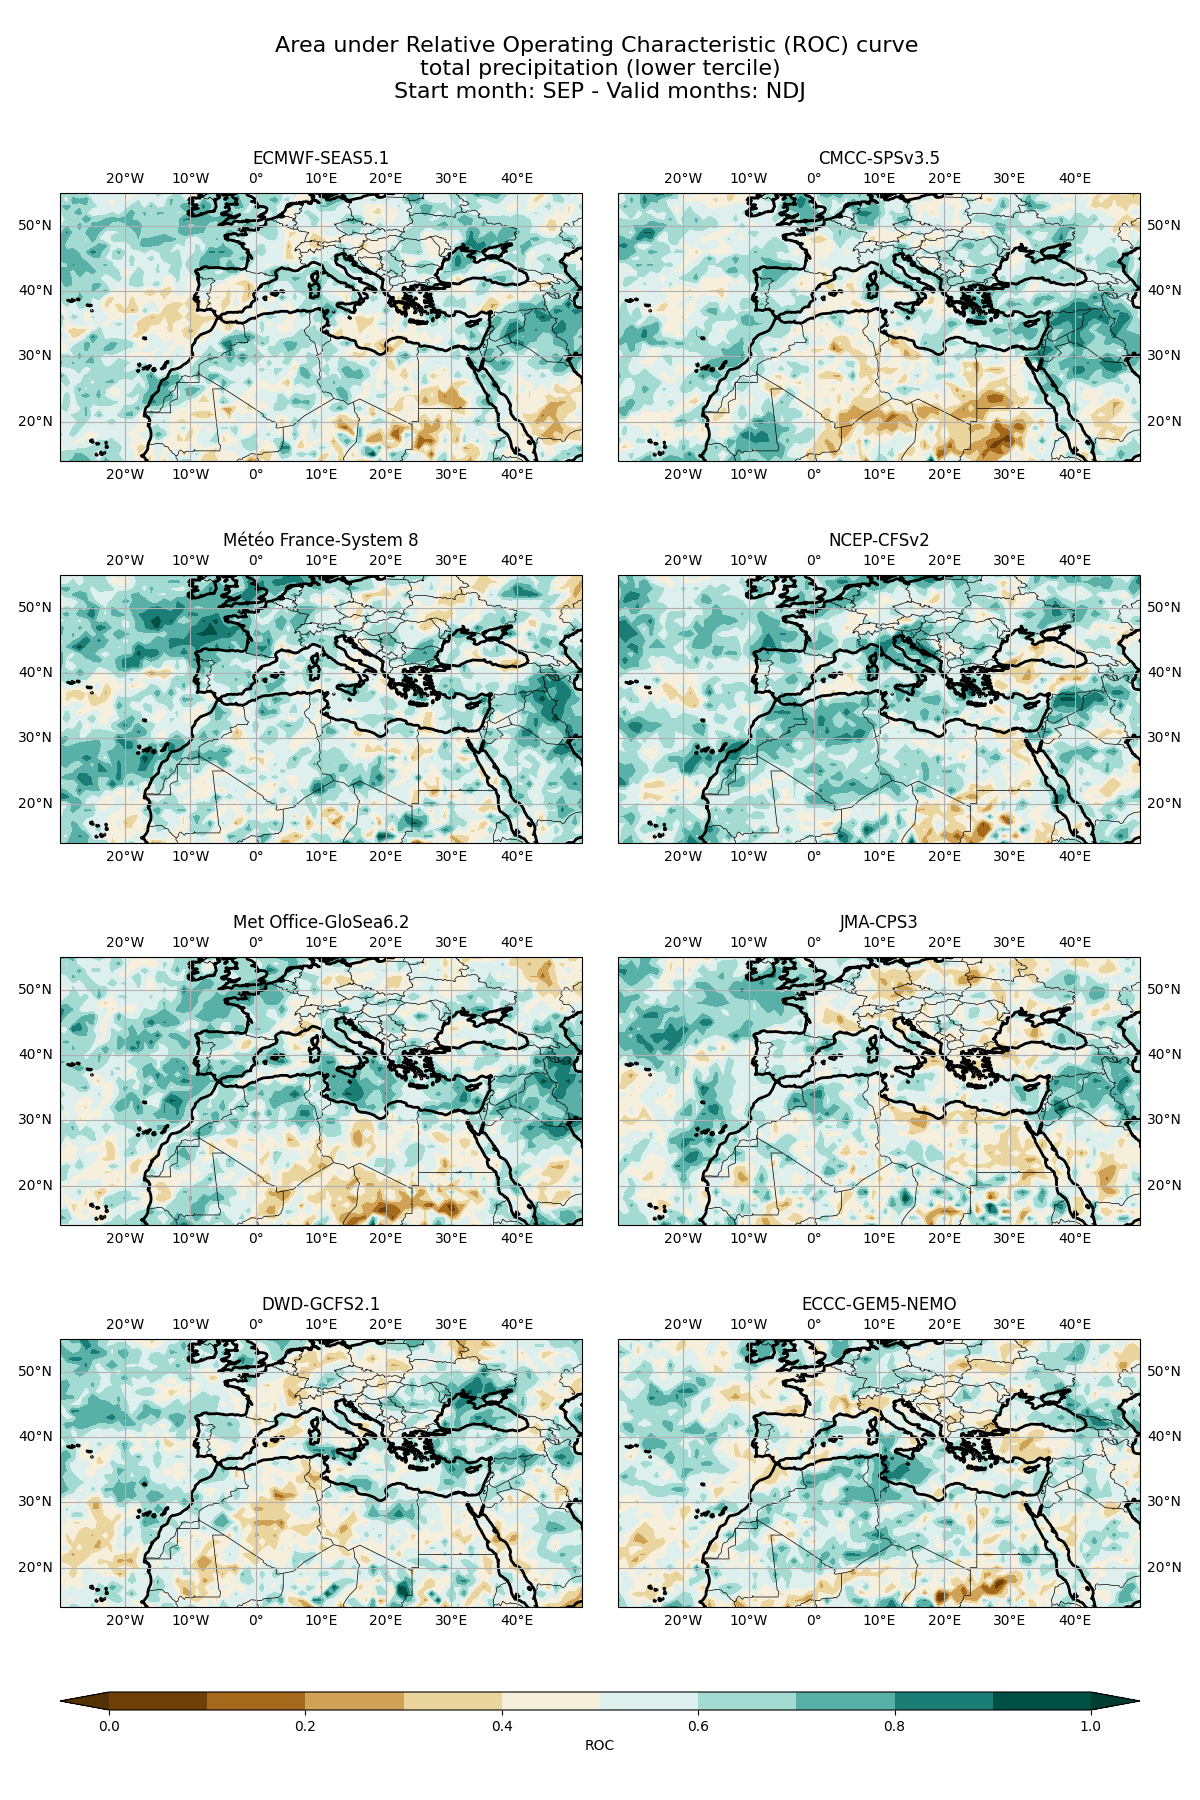 Area under Relative Operating Characteristic (ROC) curve
total precipitation (lower tercile)
Start month: SEP - Valid months: NDJ
ECMWF-SEAS5.1
20°W 10°W 0° 10°E 20°E 30°E 40°E
50°N
40°N
30°N
20°N
20°W 10°W 0° 10°E 20°E 30°E 40°E
CMCC-SPSv3.5
20°W 10°W 0° 10°E 20°E 30°E 40°E
50°N
40°N
30°N
20°N
20°W 10°W 0° 10°E 20°E 30°E 40°E
Météo France-System 8
20°W 10°W 0° 10°E 20°E 30°E 40°E
50°N
40°N
30°N
20°N
20°W 10°W 0° 10°E 20°E 30°E 40°E
NCEP-CFSv2
20°W 10°W 0° 10°E 20°E 30°E 40°E
50°N
40°N
30°N
20°N
20°W 10°W 0° 10°E 20°E 30°E 40°E
Met Office-GloSea6.2
20°W 10°W 0° 10°E 20°E 30°E 40°E
50°N
40°N
30°N
20°N
20°W 10°W 0° 10°E 20°E 30°E 40°E
JMA-CPS3
20°W 10°W 0° 10°E 20°E 30°E 40°E
50°N
40°N
30°N
20°N
20°W 10°W 0° 10°E 20°E 30°E 40°E
DWD-GCFS2.1
20°W 10°W 0° 10°E 20°E 30°E 40°E
50°N
40°N
30°N
20°N
20°W 10°W 0° 10°E 20°E 30°E 40°E
ECCC-GEM5-NEMO
20°W 10°W 0° 10°E 20°E 30°E 40°E
50°N
40°N
30°N
20°N
20°W 10°W 0° 10°E 20°E 30°E 40°E
0.0 0.2 0.4 0.6 0.8 1.0
ROC